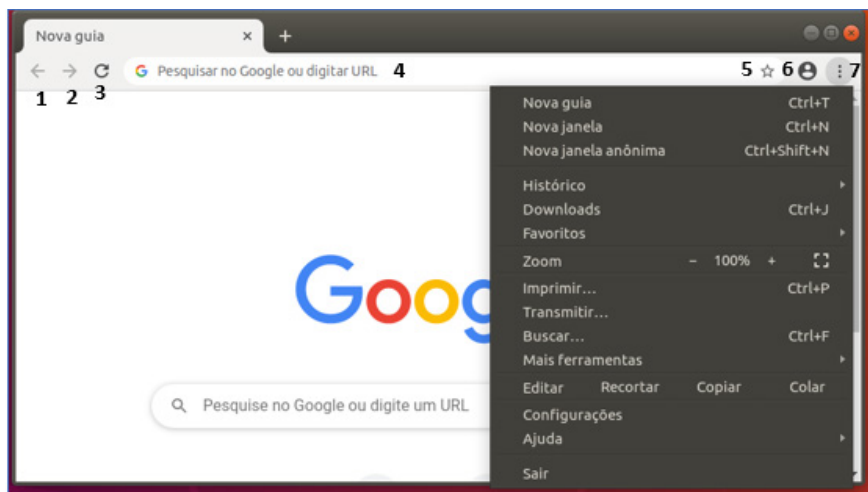 Nova guia
Pesquisar no Google ou digitar URL 4 5 6 7
1 2 3
Nova guia Ctrl+T
Nova janela Ctrl+N
Nova janela anônima Ctrl+Shift+N
Histórico
Downloads Ctrl+J
Favoritos
Zoom - 100% +
Imprimir... Ctrl+P
Transmitir...
Buscar... Ctrl+F
Mais ferramentas
Editar Recortar Copiar Colar
Configurações
Ajuda
Sair
Goog
Pesquise no Google ou digite um URL